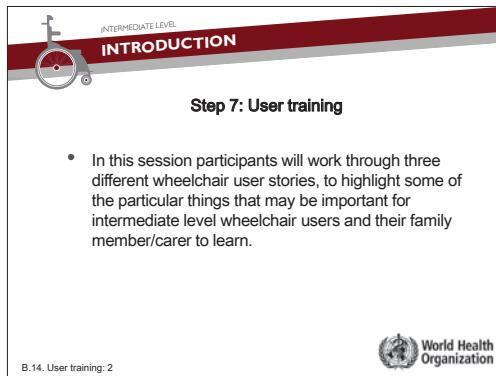 INTERMEDIATE LEVEL
INTRODUCTION
Step 7: User training
• In this session participants will work through three
different wheelchair user stories, to highlight some of
the particular things that may be important for
intermediate level wheelchair users and their family
member/carer to learn.
World Health
Organization
B.14. User training: 2